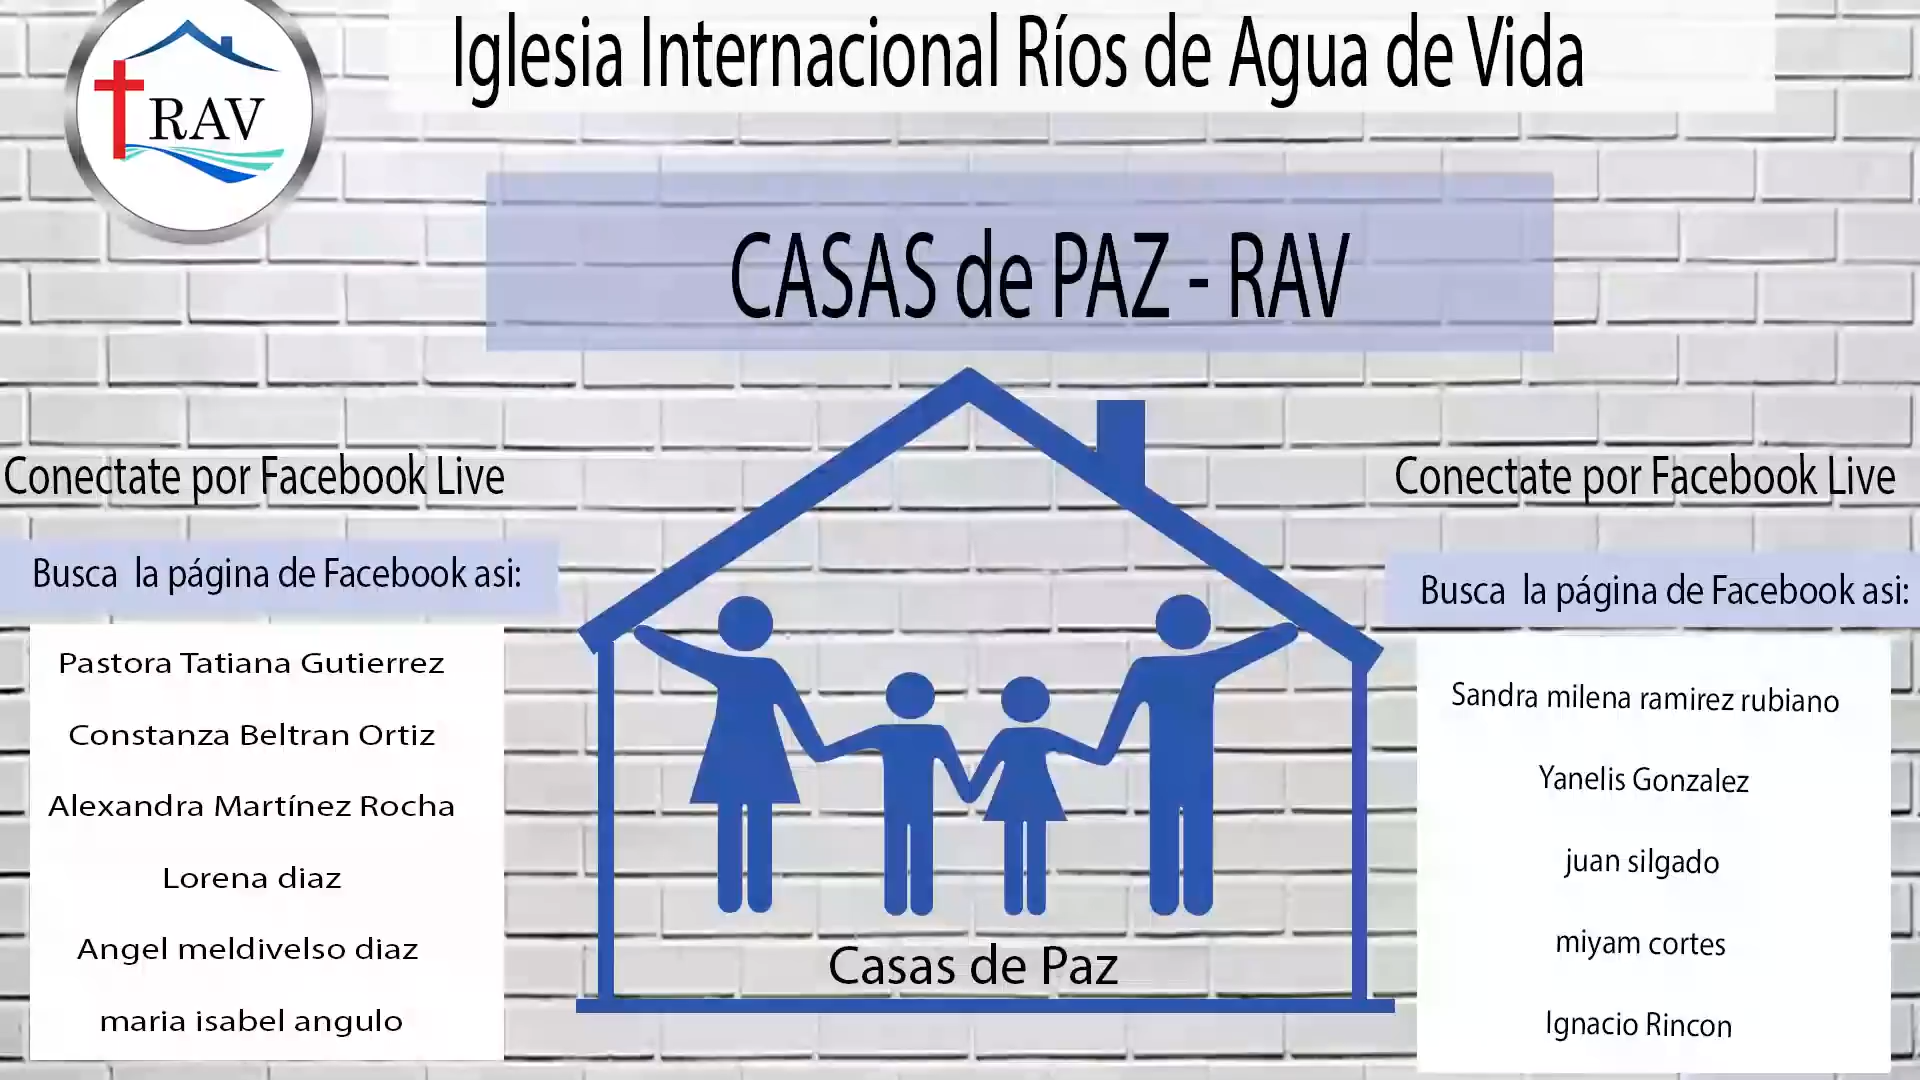 Iglesia Internacional Ríos de Agua de Vida
RAV
CASAS de PAZ - RAV
Conectate por Facebook Live
Busca la página de Facebook asi:
Pastora Tatiana Gutierrez
Constanza Beltran Ortiz
Alexandra Martínez Rocha
Lorena diaz
Angel meldivelso diaz
maria isabel angulo
Casas de Paz
Conectate por Facebook Live
Busca la página de Facebook asi:
Sandra milena ramirez rubiano
Yanelis Gonzalez
juan silgado
miyam cortes
Ignacio Rincon